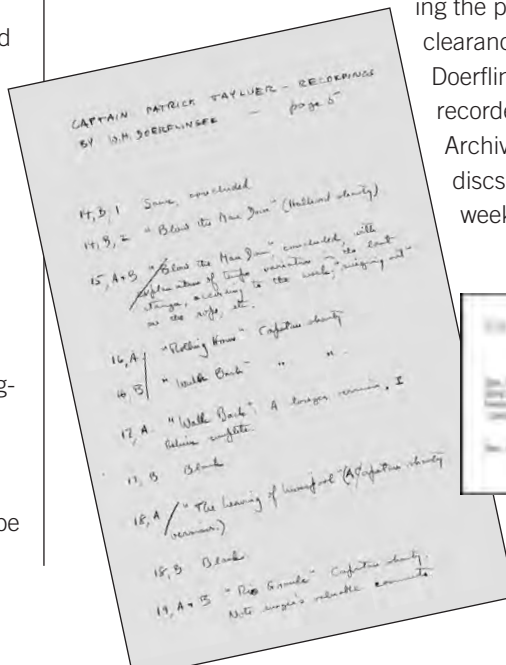 ing the p
clearanc
Doerflin
recorde
Archiv
discs
week
d
g-
be
CAPTAIN PATRICK TAYLUER - RECORDINGS
BY W.M. DOERFLINGER - page 5
14, B, 1 Same, concluded
14, B, 2 "Blow the Man Down" (Halliard shanty)
15, A+B "Blow the Man Down", concluded, with
explanation of tempo variation in the last
stanza, according to the work, "singing out"
on the rope, etc.
16, A "Rolling Home" Capstan shanty
16, B "Walk Back" " "
17, A "Walk Back". A longer version, I
believe complete.
17, B Blank
18, A "The Leaving of Liverpool" (Capstan shanty
version.)
18, B Blank
19, A + B "Rio Grande" Capstan shanty.
Note singer's valuable comments